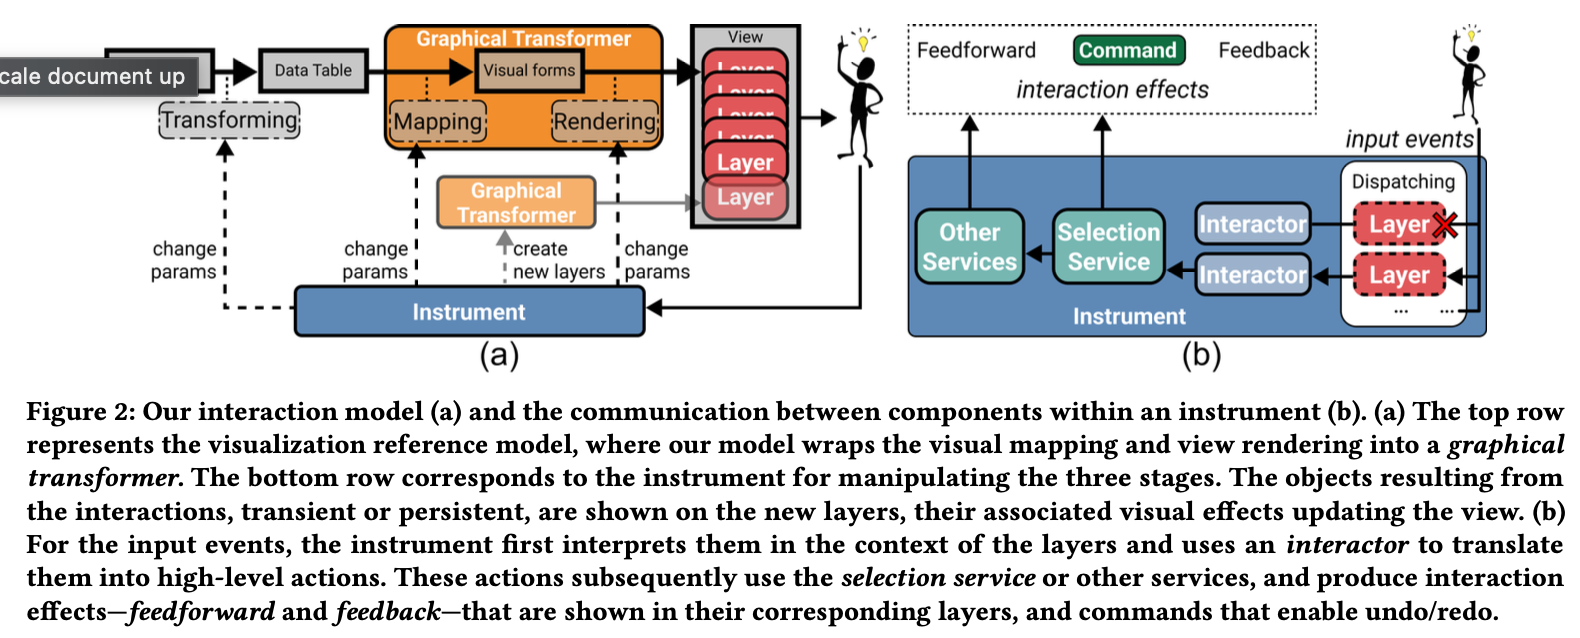 cale document up
Data Table
Graphical Transformer
Visual forms
View
Transforming
Mapping
Rendering
Layer
Layer
Layer
Layer
Layer
Layer
Graphical
Transformer
change
params
change
params
create
new layers
change
params
Instrument
(a)
Feedforward
Command
Feedback
interaction effects
input events
Dispatching
Other
Services
Selection
Service
Interactor
Layer
Interactor
Layer
... ...
Instrument
(b)
Figure 2: Our interaction model (a) and the communication between components within an instrument (b). (a) The top row
represents the visualization reference model, where our model wraps the visual mapping and view rendering into a graphical
transformer. The bottom row corresponds to the instrument for manipulating the three stages. The objects resulting from
the interactions, transient or persistent, are shown on the new layers, their associated visual effects updating the view. (b)
For the input events, the instrument first interprets them in the context of the layers and uses an interactor to translate
them into high-level actions. These actions subsequently use the selection service or other services, and produce interaction
effects—feedforward and feedback—that are shown in their corresponding layers, and commands that enable undo/redo.